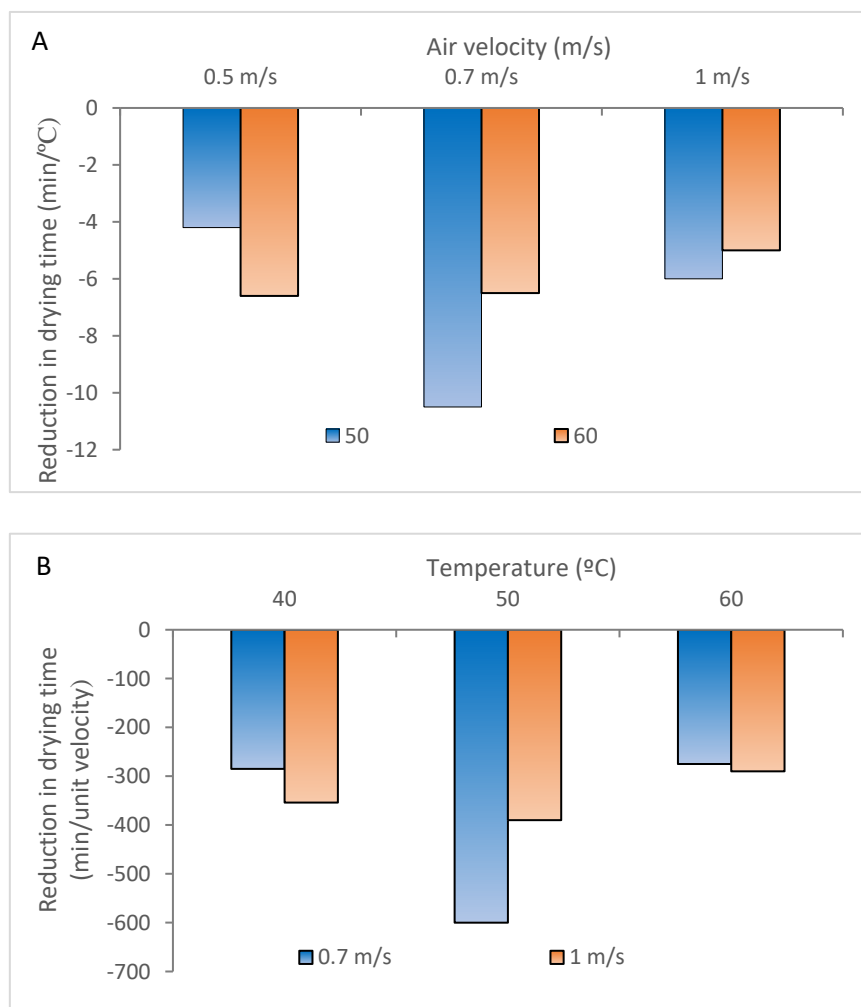 A
Air velocity (m/s)
0.5 m/s 0.7 m/s 1 m/s
Reduction in drying time (min/ºC)
0
-2
-4
-6
-8
-10
-12
50 60
B
Temperature (ºC)
40 50 60
Reduction in drying time
(min/unit velocity)
0
-100
-200
-300
-400
-500
-600
-700
0.7 m/s 1 m/s